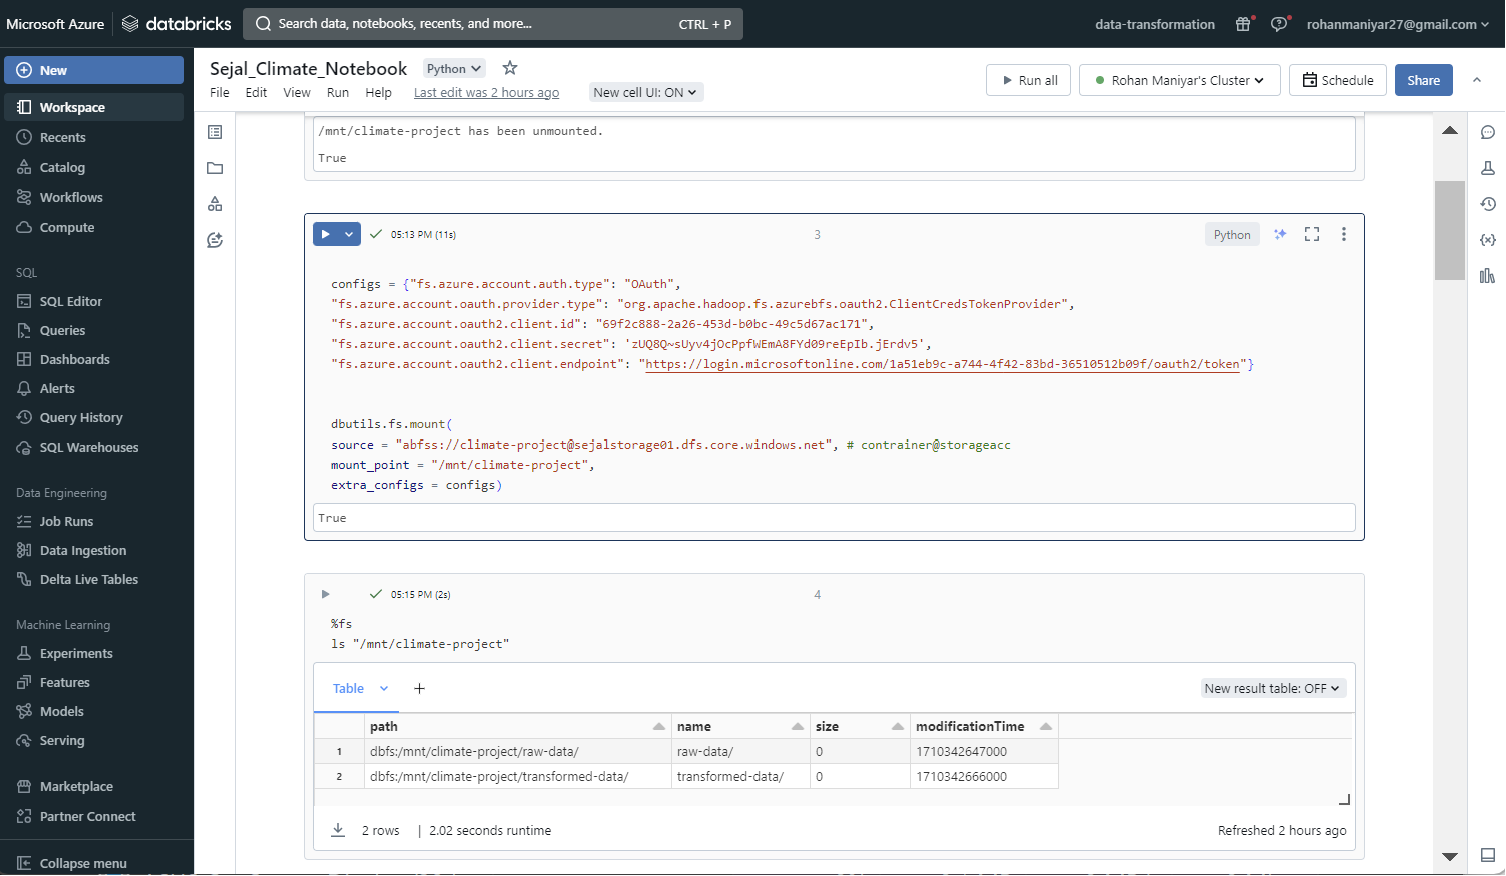 Microsoft Azure databricks Search data, notebooks, recents, and more... CTRL + P data-transformation rohanmaniyar27@gmail.com
New
Workspace
Recents
Catalog
Workflows
Compute
SQL
SQL Editor
Queries
Dashboards
Alerts
Query History
SQL Warehouses
Data Engineering
Job Runs
Data Ingestion
Delta Live Tables
Machine Learning
Experiments
Features
Models
Serving
Marketplace
Partner Connect
Collapse menu
Sejal_Climate_Notebook Python
File Edit View Run Help Last edit was 2 hours ago New cell UI: ON
Run all Rohan Maniyar's Cluster Schedule Share
/mnt/climate-project has been unmounted.
True
05:13 PM (11s) 3 Python
configs = {"fs.azure.account.auth.type": "OAuth",
"fs.azure.account.oauth.provider.type": "org.apache.hadoop.fs.azurebfs.oauth2.ClientCredsTokenProvider",
"fs.azure.account.oauth2.client.id": "69f2c888-2a26-453d-b0bc-49c5d67ac171",
"fs.azure.account.oauth2.client.secret": 'zUQ8Q~sUyv4jOcPpfWEmA8FYd09reEpIb.jErdv5',
"fs.azure.account.oauth2.client.endpoint": "https://login.microsoftonline.com/1a51eb9c-a744-4f42-83bd-36510512b09f/oauth2/token"}
dbutils.fs.mount(
source = "abfss://climate-project@sejalstorage01.dfs.core.windows.net", # contrainer@storageacc
mount_point = "/mnt/climate-project",
extra_configs = configs)
True
05:15 PM (2s) 4
%fs
ls "/mnt/climate-project"
Table + New result table: OFF
path name size modificationTime
1 dbfs:/mnt/climate-project/raw-data/ raw-data/ 0 1710342647000
2 dbfs:/mnt/climate-project/transformed-data/ transformed-data/ 0 1710342666000
2 rows | 2.02 seconds runtime Refreshed 2 hours ago